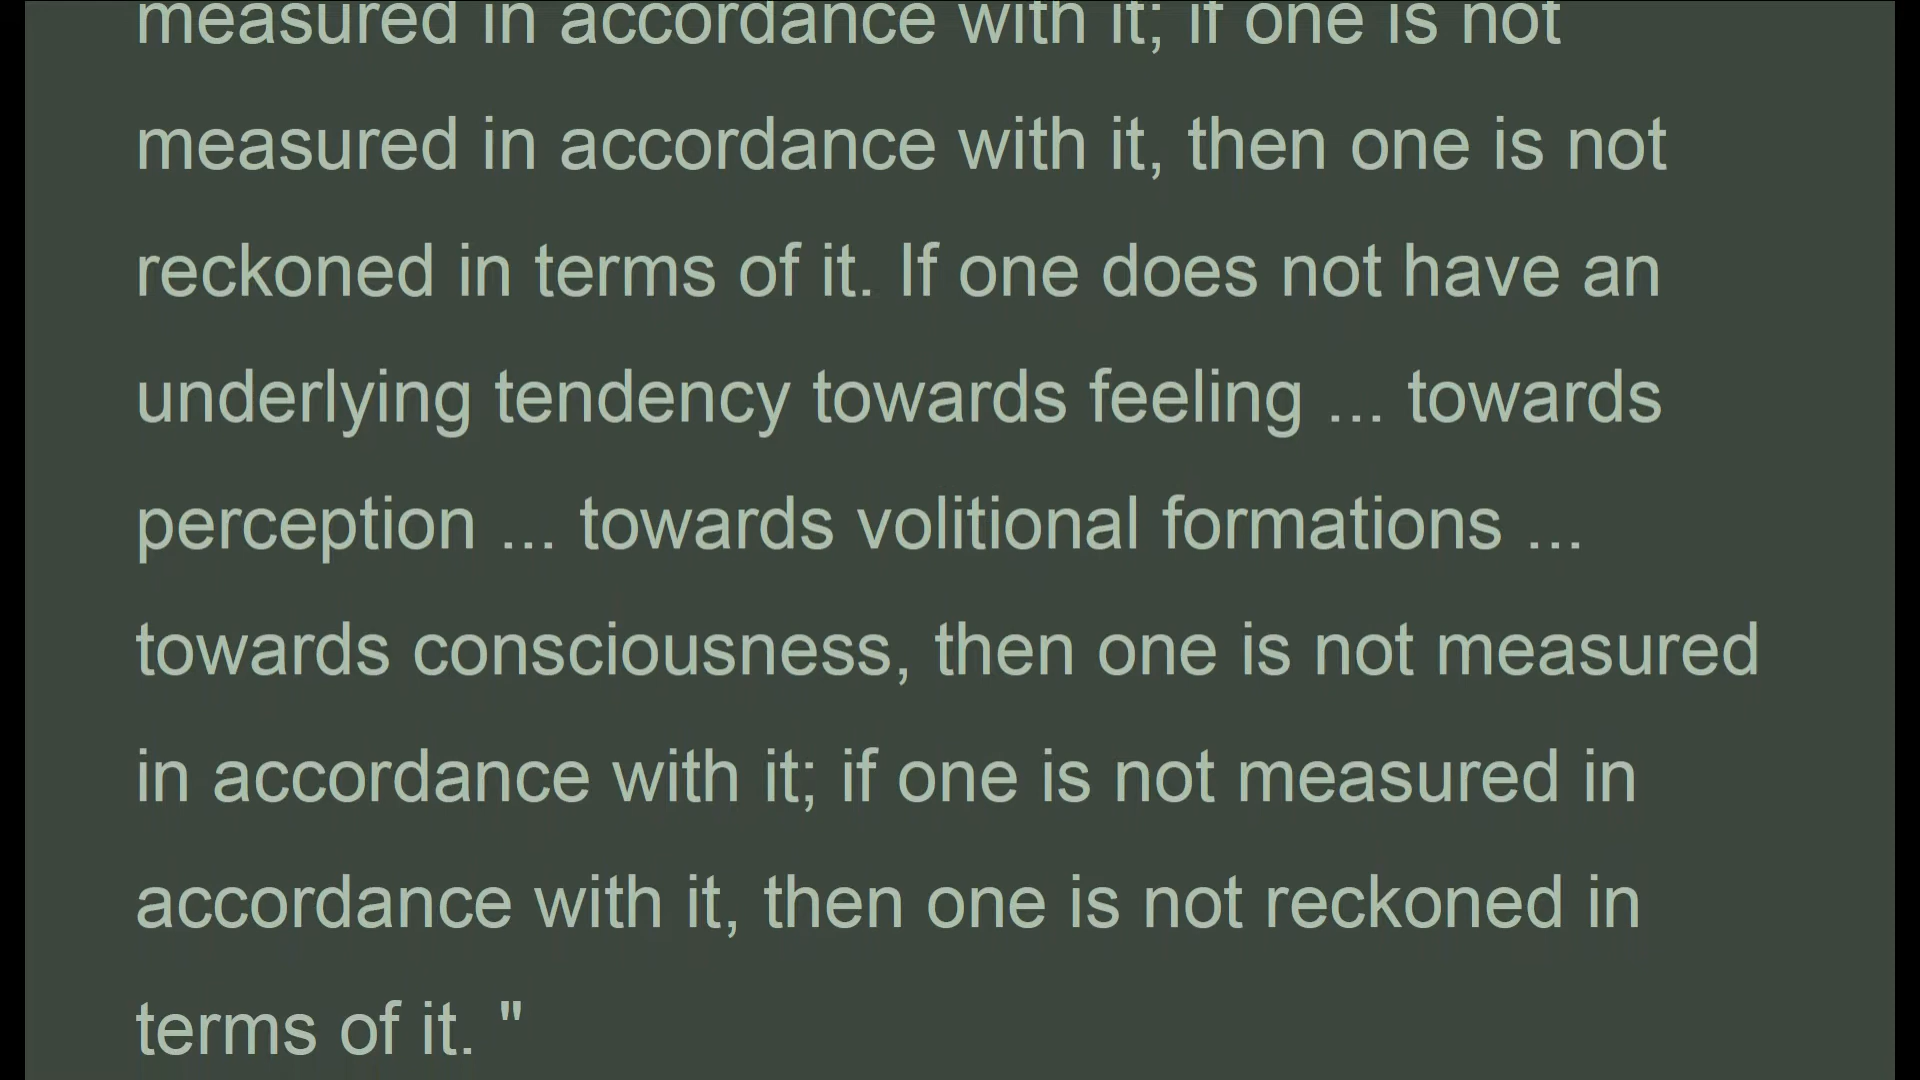 measured in accordance with it; if one is not
measured in accordance with it, then one is not
reckoned in terms of it. If one does not have an
underlying tendency towards feeling ... towards
perception ... towards volitional formations ...
towards consciousness, then one is not measured
in accordance with it; if one is not measured in
accordance with it, then one is not reckoned in
terms of it. "